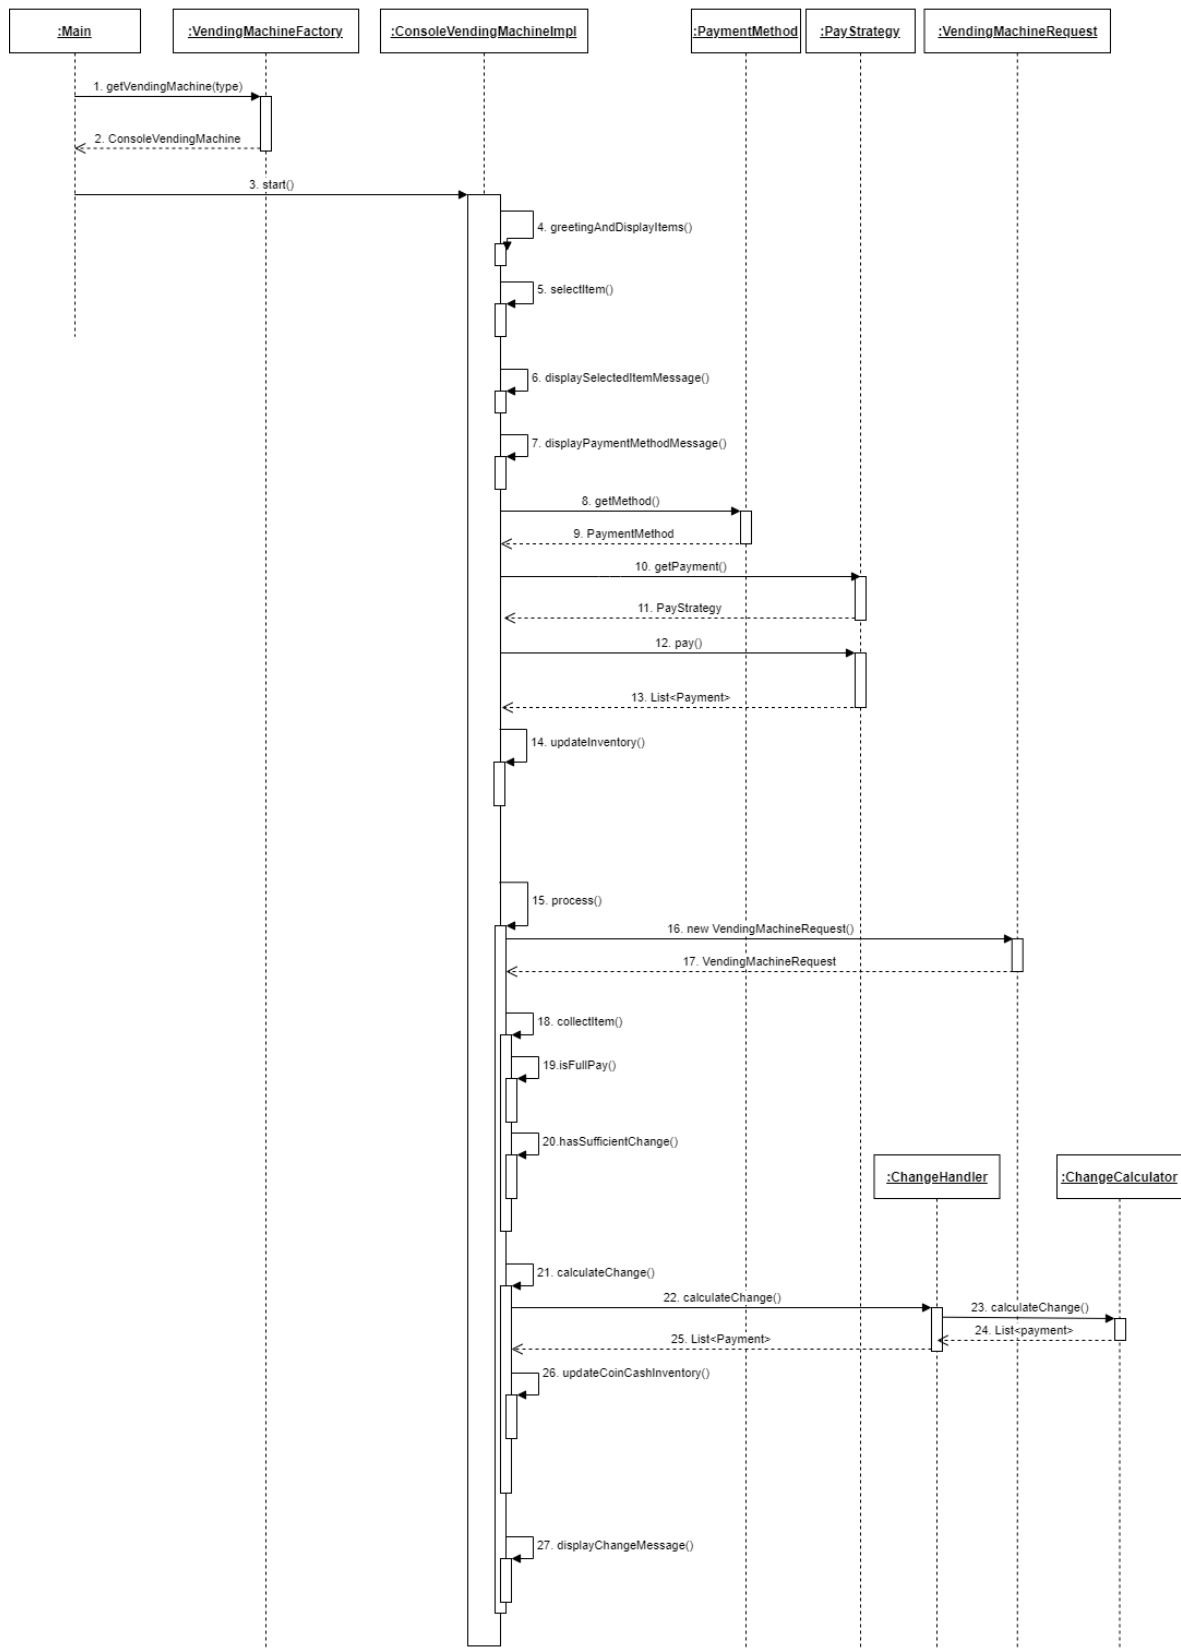 :Main
:VendingMachineFactory
:ConsoleVendingMachineImpl
:PaymentMethod
:PayStrategy
:VendingMachineRequest
1. getVendingMachine(type)
2. ConsoleVendingMachine
3. start()
4. greetingAndDisplayItems()
5. selectItem()
6. displaySelectedItemMessage()
7. displayPaymentMethodMessage()
8. getMethod()
9. PaymentMethod
10. getPayment()
11. PayStrategy
12. pay()
13. List<Payment>
14. updateInventory()
15. process()
16. new VendingMachineRequest()
17. VendingMachineRequest
18. collectItem()
19.isFullPay()
20.hasSufficientChange()
:ChangeHandler
:ChangeCalculator
21. calculateChange()
22. calculateChange()
23. calculateChange()
24. List<payment>
25. List<Payment>
26. updateCoinCashInventory()
27. displayChangeMessage()